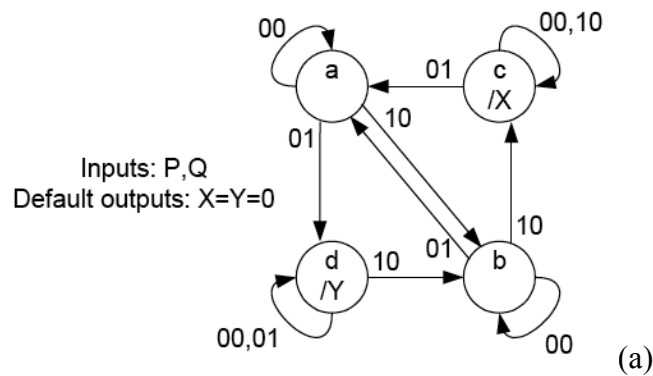 00
a
00,10
01
c
/X
01
10
Inputs: P,Q
Default outputs: X=Y=0
01
10
d
/Y
10
b
00,01
00
(a)